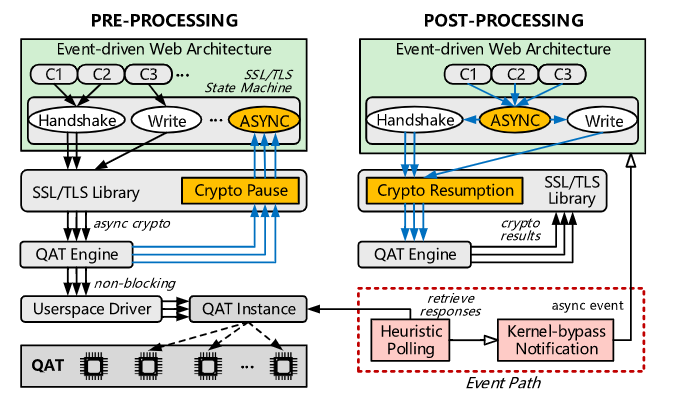 PRE-PROCESSING
Event-driven Web Architecture
C1 C2 C3 ...
SSL/TLS
State Machine
Handshake Write ... ASYNC
SSL/TLS Library
Crypto Pause
async crypto
QAT Engine
non-blocking
Userspace Driver
QAT Instance
QAT ...
POST-PROCESSING
Event-driven Web Architecture
C1 C2 C3
Handshake ASYNC Write
Crypto Resumption
SSL/TLS
Library
crypto
results
QAT Engine
retrieve
responses
async event
Heuristic
Polling
Kernel-bypass
Notification
Event Path